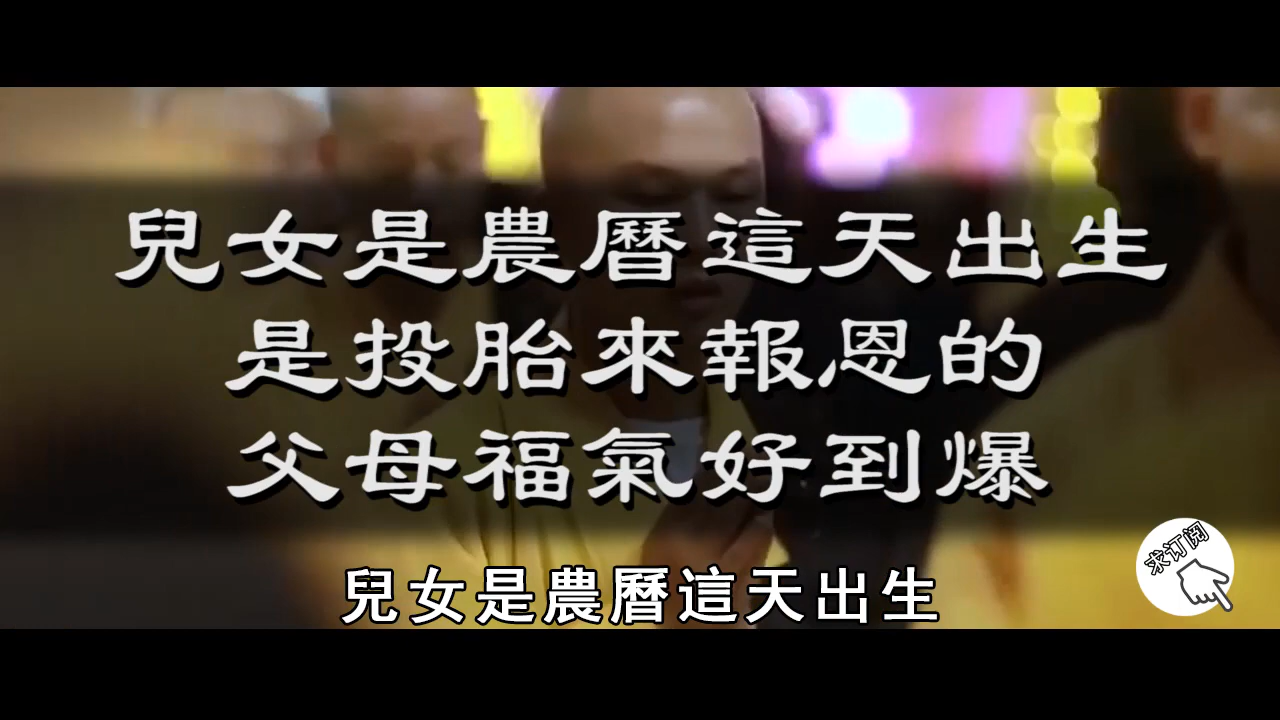 兒女是農曆這天出生
是投胎來報恩的
父母福氣好到爆
求订阅
兒女是農曆這天出生